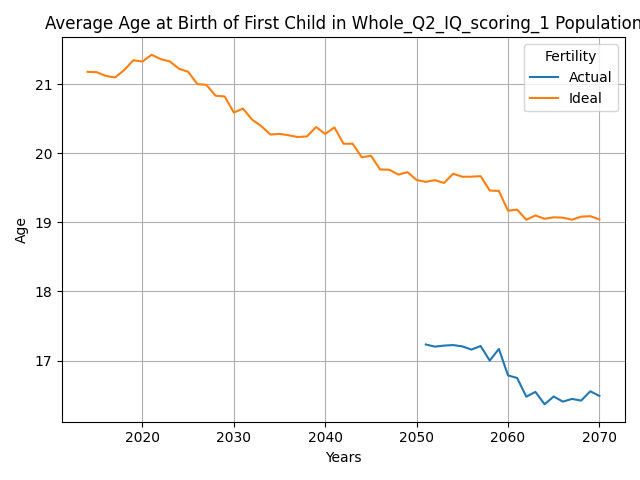 Average Age at Birth of First Child in Whole_Q2_IQ_scoring_1 Population
Fertility
Actual
Ideal
21
20
19
18
17
Age
2020 2030 2040 2050 2060 2070
Years